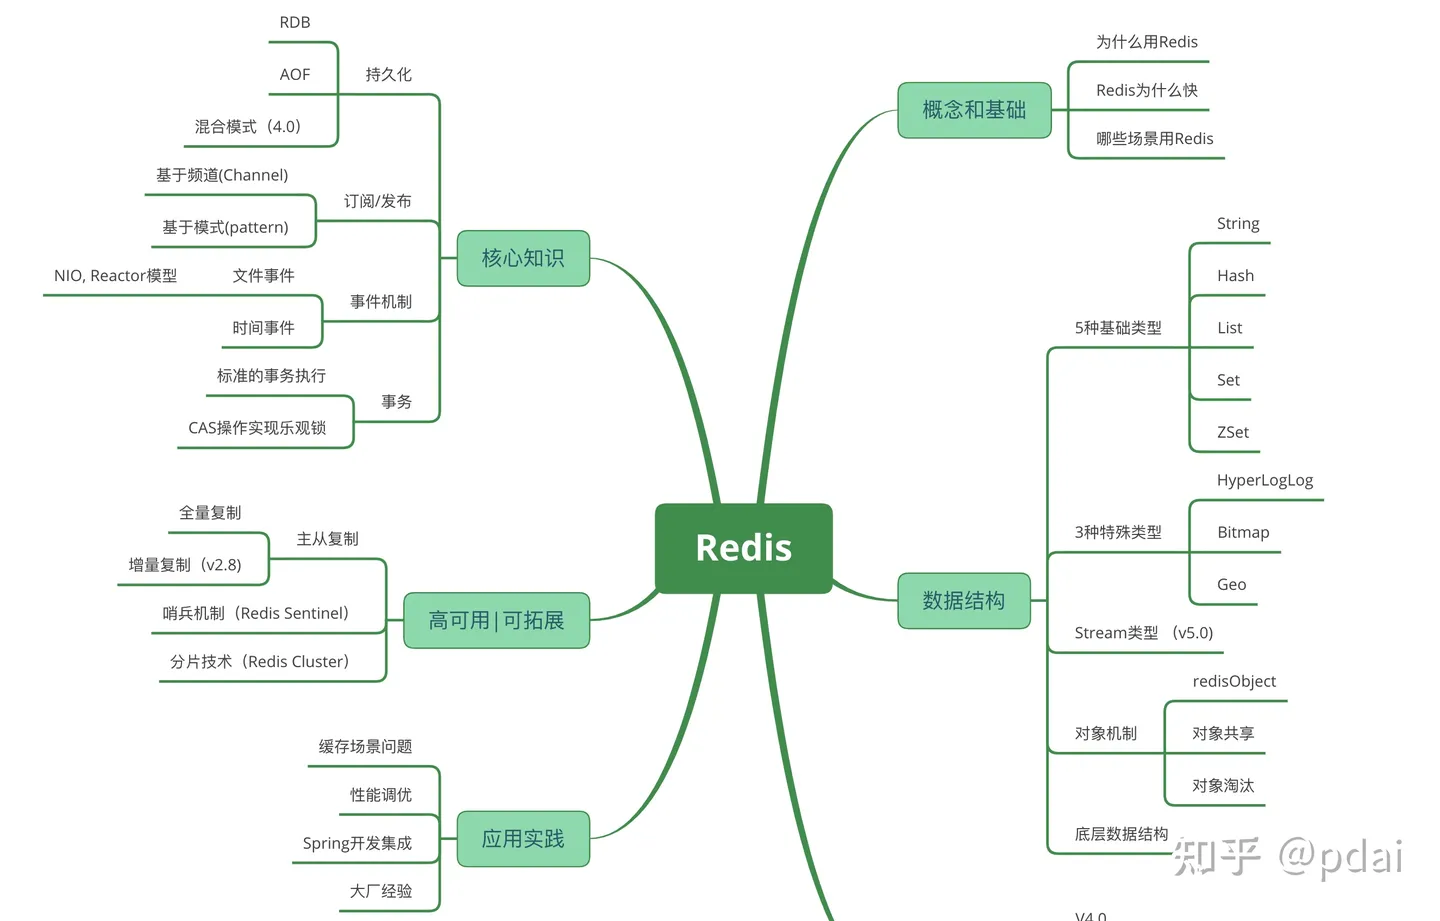 Redis
概念和基础
为什么用Redis
Redis为什么快
哪些场景用Redis
数据结构
5种基础类型
String
Hash
List
Set
ZSet
3种特殊类型
HyperLogLog
Bitmap
Geo
Stream类型 （v5.0)
对象机制
redisObject
对象共享
对象淘汰
底层数据结构
V4.0
核心知识
持久化
RDB
AOF
混合模式（4.0）
订阅/发布
基于频道(Channel)
基于模式(pattern)
事件机制
文件事件
NIO, Reactor模型
时间事件
事务
标准的事务执行
CAS操作实现乐观锁
高可用|可拓展
主从复制
全量复制
增量复制（v2.8)
哨兵机制（Redis Sentinel）
分片技术（Redis Cluster）
应用实践
缓存场景问题
性能调优
Spring开发集成
大厂经验
知乎 @pdai